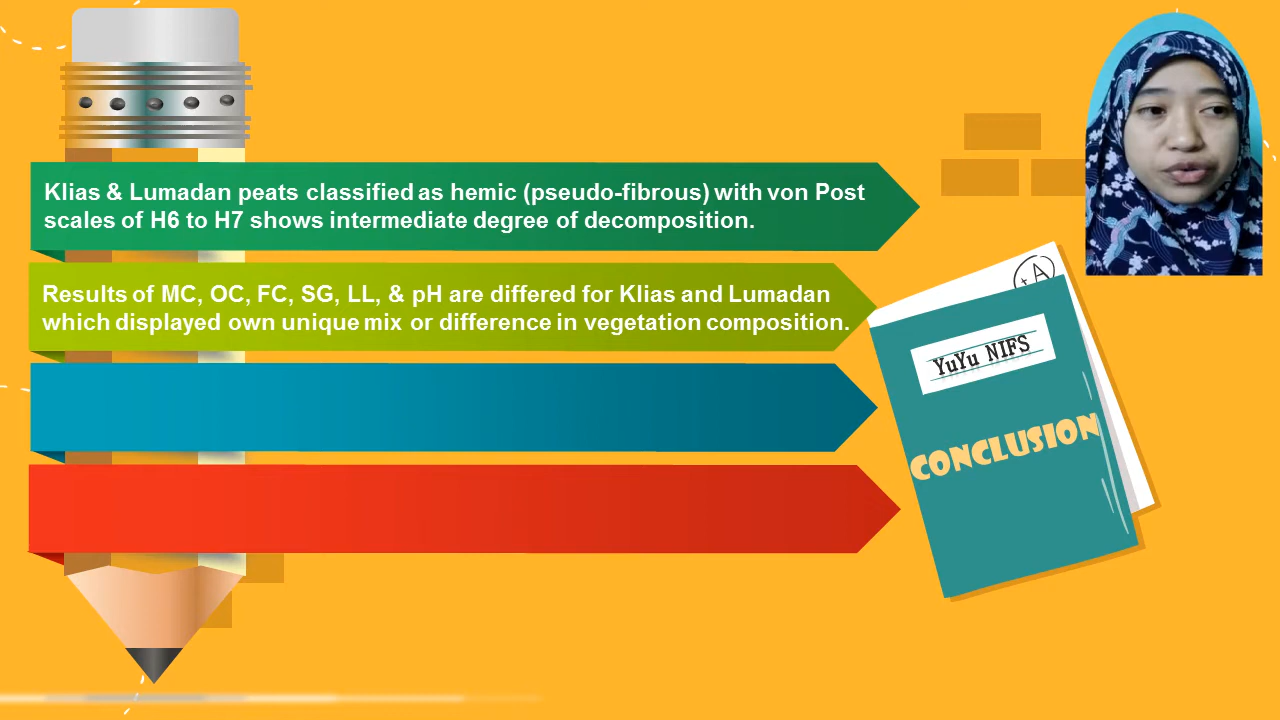 Klias & Lumadan peats classified as hemic (pseudo-fibrous) with von Post
scales of H6 to H7 shows intermediate degree of decomposition.
Results of MC, OC, FC, SG, LL, & pH are differed for Klias and Lumadan
which displayed own unique mix or difference in vegetation composition.
A+
YuYu NIFS
CONCLUSION